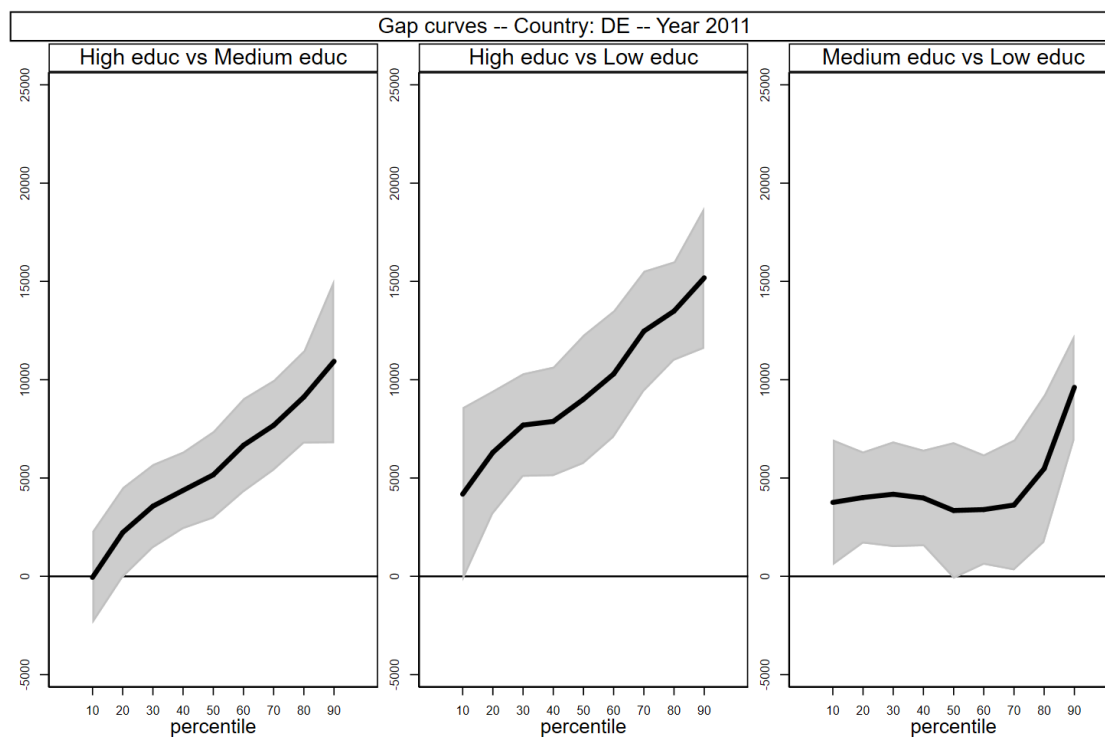 Gap curves -- Country: DE -- Year 2011
High educ vs Medium educ
High educ vs Low educ
Medium educ vs Low educ
25000
20000
15000
10000
5000
0
-5000
25000
20000
15000
10000
5000
0
-5000
25000
20000
15000
10000
5000
0
-5000
10 20 30 40 50 60 70 80 90
10 20 30 40 50 60 70 80 90
10 20 30 40 50 60 70 80 90
percentile
percentile
percentile